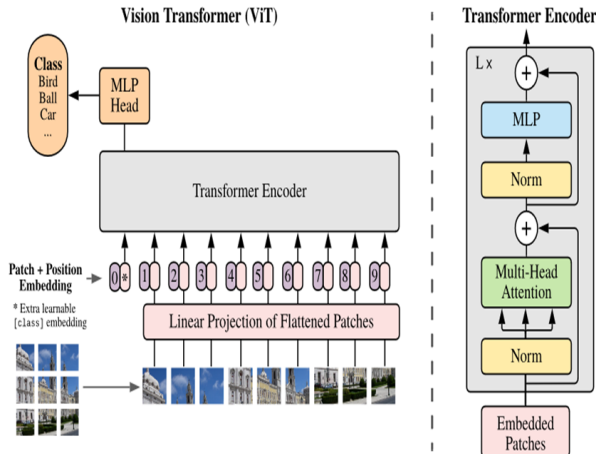 Vision Transformer (ViT)
Class
Bird
Ball
Car
...
MLP
Head
Transformer Encoder
Patch + Position
Embedding
0 * 1 2 3 4 5 6 7 8 9
* Extra learnable
[class] embedding
Linear Projection of Flattened Patches
Transformer Encoder
L x
+
MLP
Norm
+
Multi-Head
Attention
Norm
Embedded
Patches